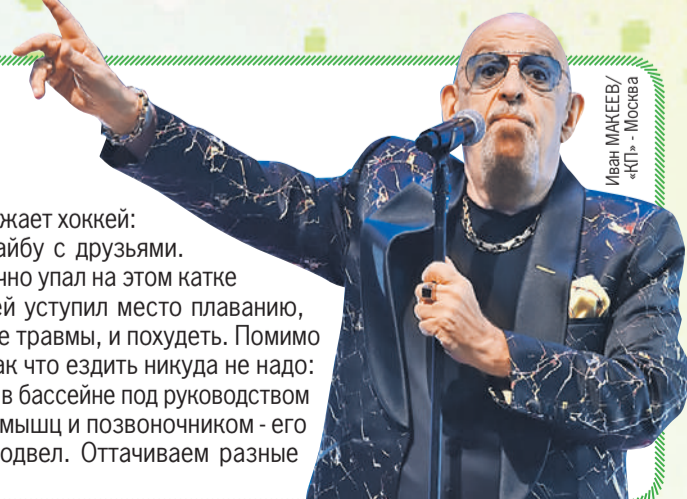 Иван МАКЕЕВ/
«КП» - Москва
жает хоккей:
айбу с друзьями.
чно упал на этом катке
ей уступил место плаванию,
е травмы, и похудеть. Помимо
ак что ездить никуда не надо:
в бассейне под руководством
мышц и позвоночником - его
одвел. Оттачиваем разные